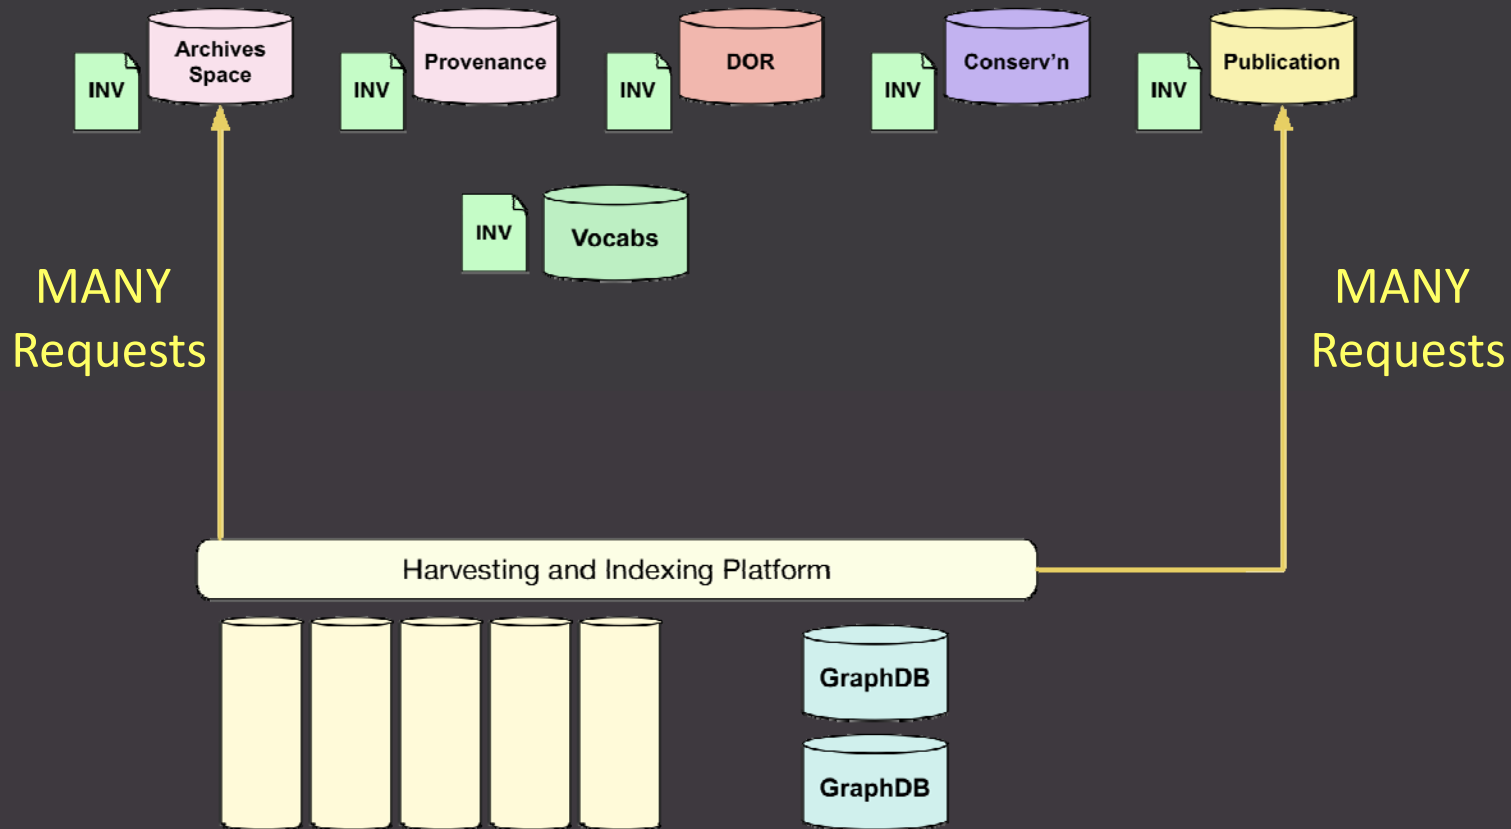 INV
Archives
Space
INV
Provenance
INV
DOR
INV
Conserv'n
INV
Publication
INV
Vocabs
MANY
Requests
MANY
Requests
Harvesting and Indexing Platform
GraphDB
GraphDB